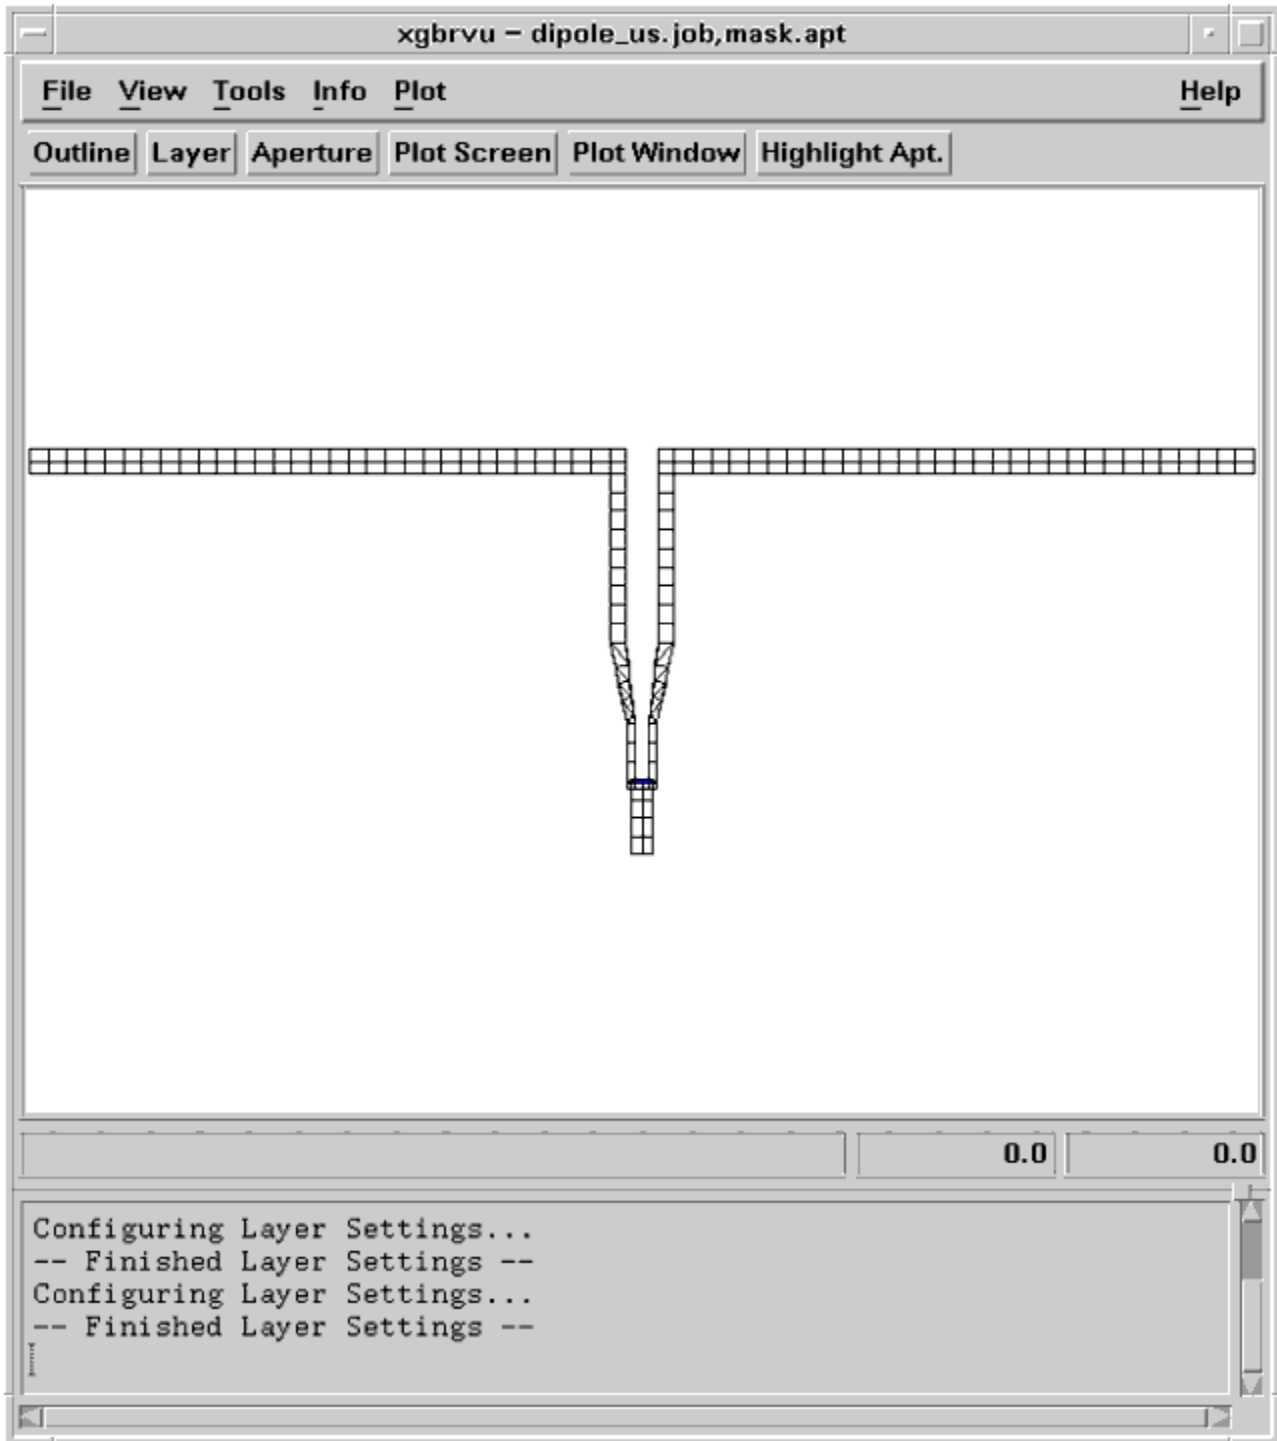 xgbrvu - dipole_us.job,mask.apt
File View Tools Info Plot Help
Outline Layer Aperture Plot Screen Plot Window Highlight Apt.
0.0 0.0
Configuring Layer Settings...
-- Finished Layer Settings --
Configuring Layer Settings...
-- Finished Layer Settings --